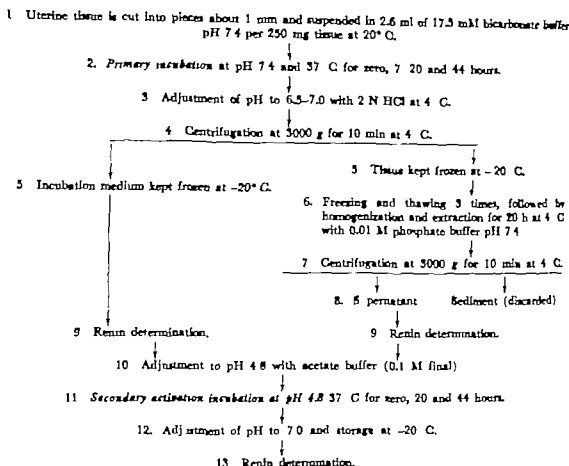 1 Uterine tissue is cut into pieces about 1 mm and suspended in 2.6 ml of 17.5 mM bicarbonate buffer
pH 7 4 per 250 mg tissue at 20° C.
2. Primary incubation at pH 7 4 and 37 C for zero, 7 20 and 44 hours.
3 Adjustment of pH to 6.5–7.0 with 2 N HCl at 4 C.
4 Centrifugation at 3000 g for 10 min at 4 C.
5 Tissue kept frozen at –20 C.
5 Incubation medium kept frozen at –20° C.
6. Freezing and thawing 3 times, followed by
homogenization and extraction for 20 h at 4 C
with 0.01 M phosphate buffer pH 7 4
7 Centrifugation at 3000 g for 10 min at 4 C.
8. S pernatant Sediment (discarded)
9 Renin determination. 9 Renin determination.
10 Adjustment to pH 4 8 with acetate buffer (0.1 M final)
11 Secondary activation incubation at pH 4.8 37 C for zero, 20 and 44 hours.
12. Adj stment of pH to 7 0 and storage at –20 C.
13 Renin determination.